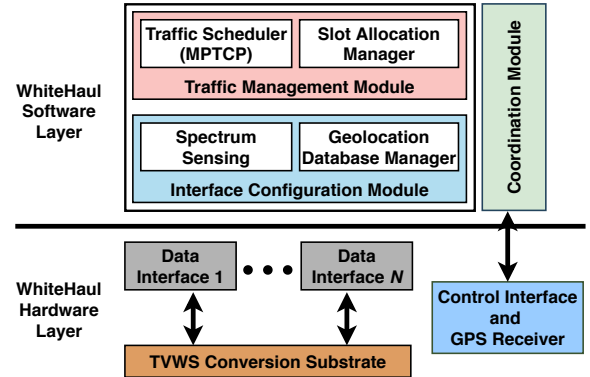 WhiteHaul
Software
Layer
Traffic Scheduler
(MPTCP)
Slot Allocation
Manager
Traffic Management Module
Spectrum
Sensing
Geolocation
Database Manager
Interface Configuration Module
Coordination Module
WhiteHaul
Hardware
Layer
Data
Interface 1
Data
Interface N
Control Interface
and
GPS Receiver
TVWS Conversion Substrate